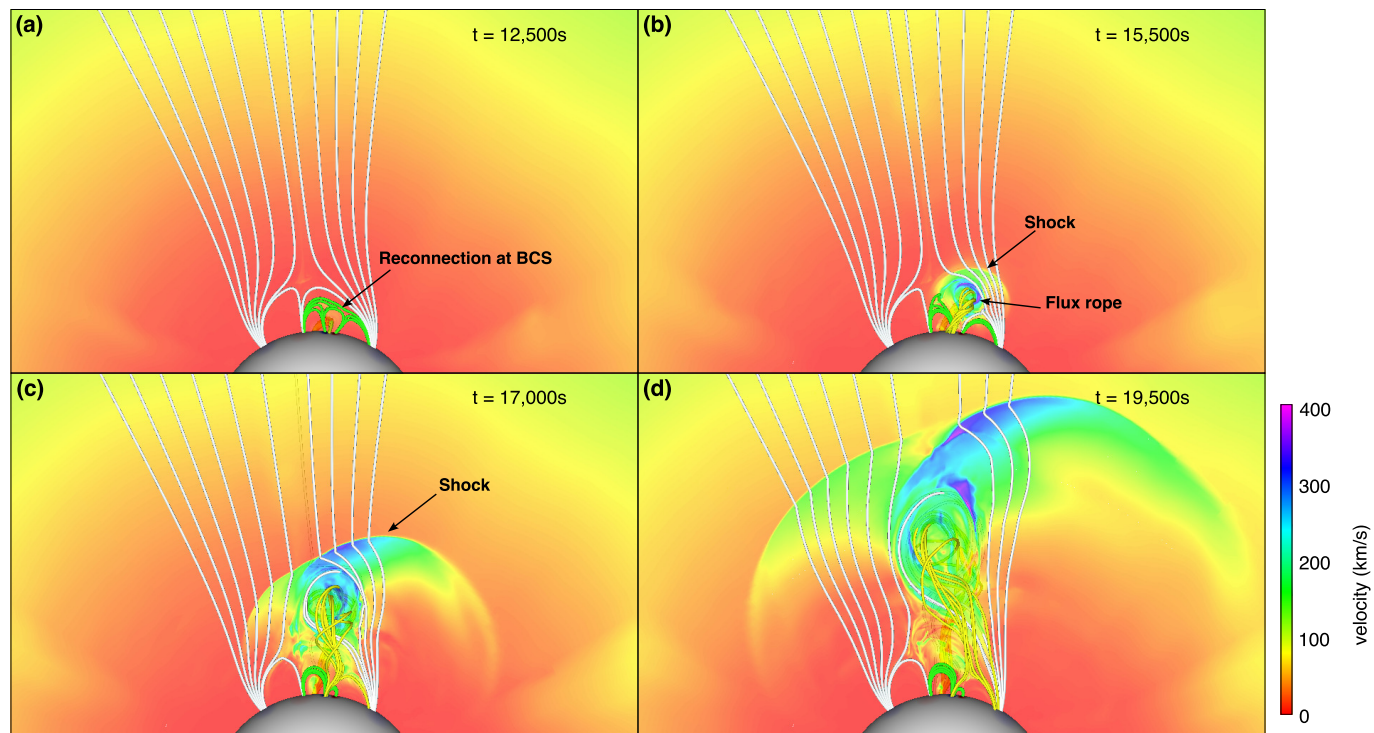 (a)
t = 12,500s
Reconnection at BCS
(b)
t = 15,500s
Shock
Flux rope
(c)
t = 17,000s
Shock
(d)
t = 19,500s
400
300
200
100
0
velocity (km/s)